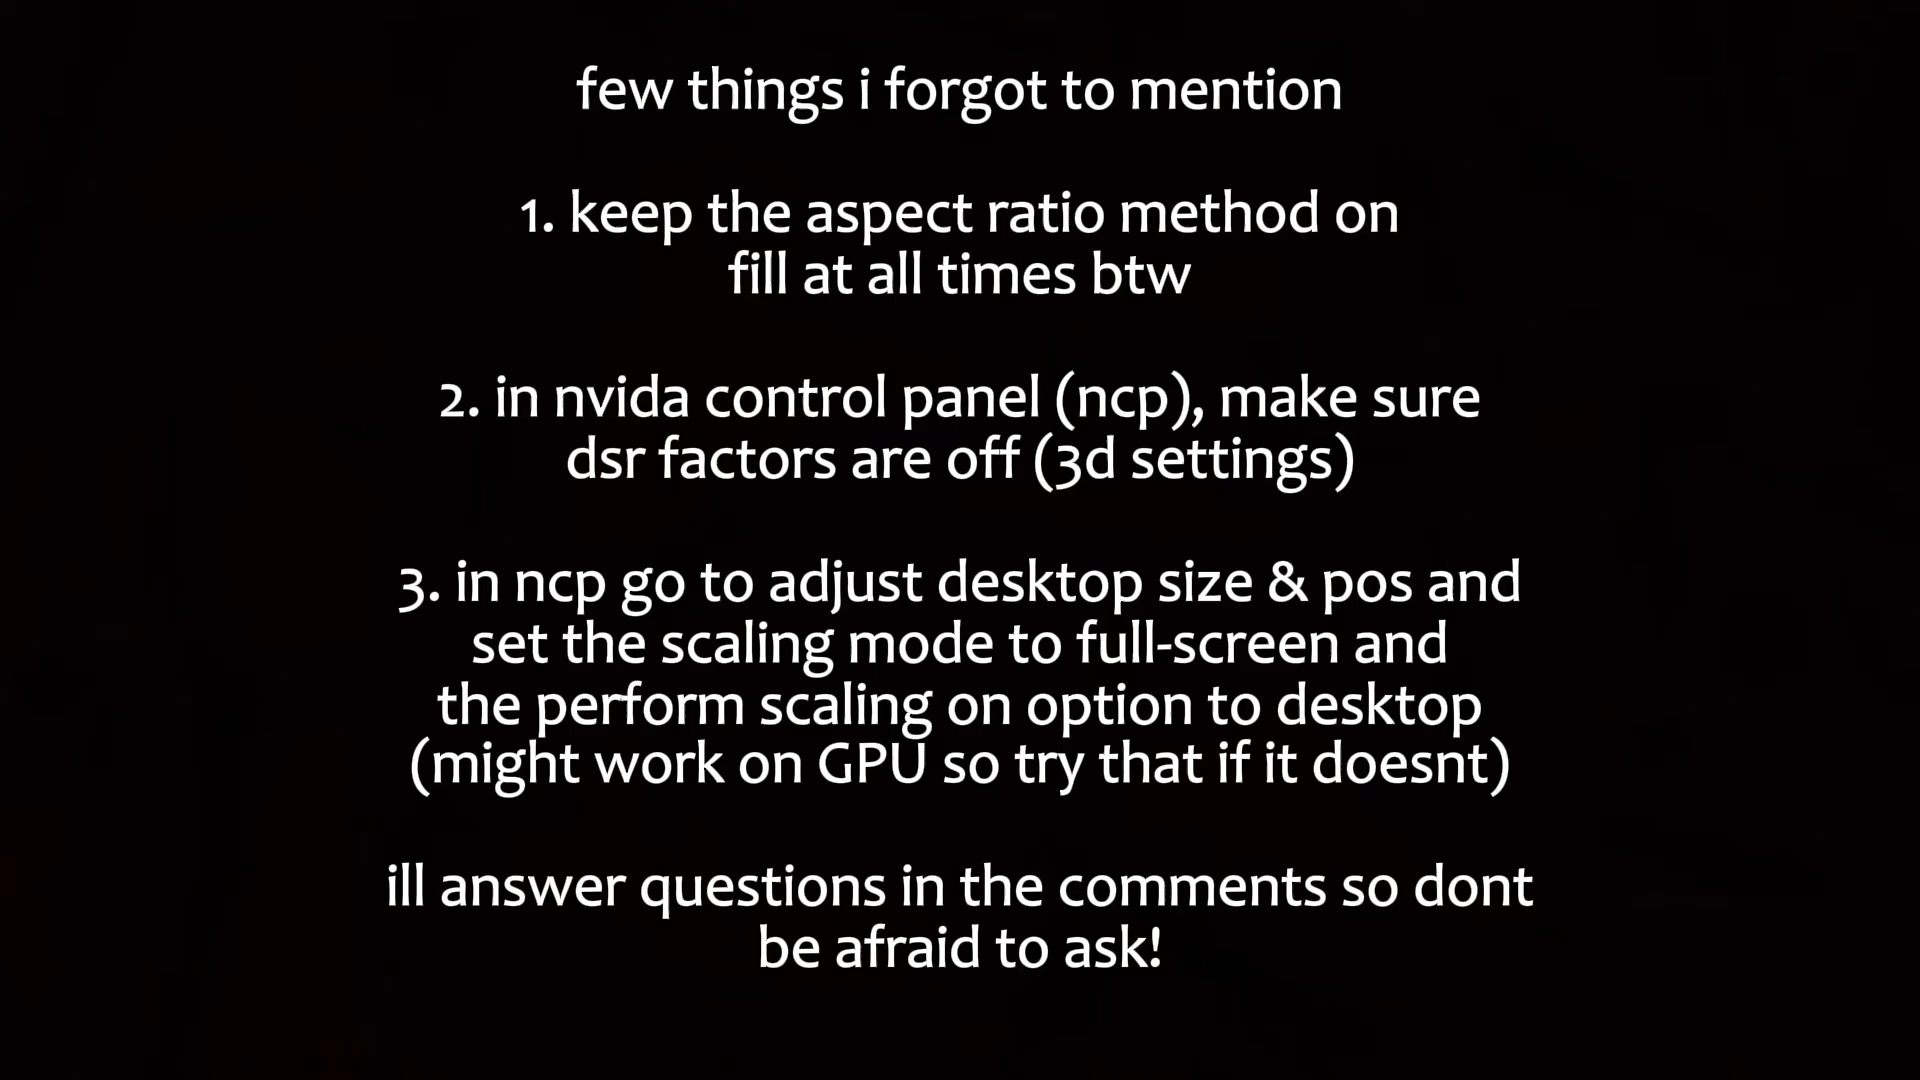 few things i forgot to mention
1. keep the aspect ratio method on
fill at all times btw
2. in nvida control panel (ncp), make sure
dsr factors are off (3d settings)
3. in ncp go to adjust desktop size & pos and
set the scaling mode to full-screen and
the perform scaling on option to desktop
(might work on GPU so try that if it doesnt)
ill answer questions in the comments so dont
be afraid to ask!